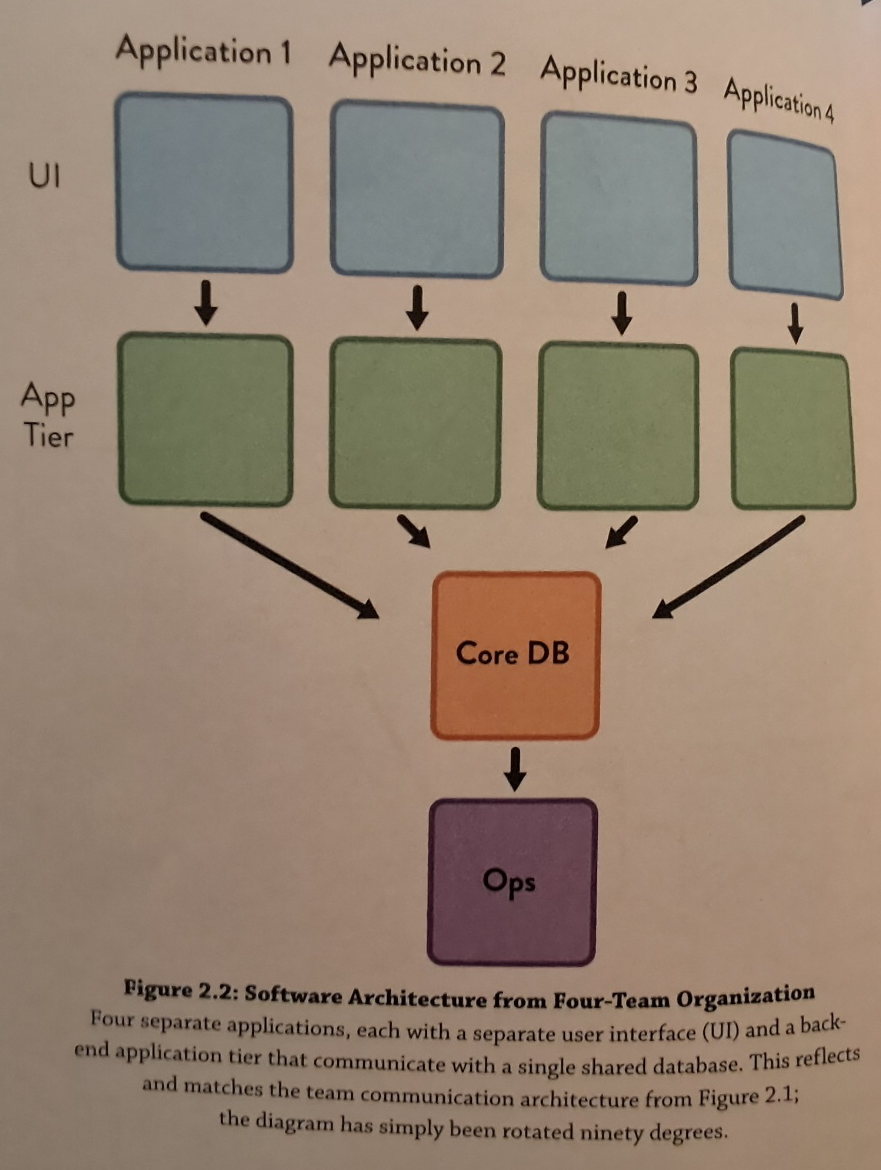 Application 1
Application 2
Application 3
Application 4
UI
App
Tier
Core DB
Ops
Figure 2.2: Software Architecture from Four-Team Organization
Four separate applications, each with a separate user interface (UI) and a back-
end application tier that communicate with a single shared database. This reflects
and matches the team communication architecture from Figure 2.1;
the diagram has simply been rotated ninety degrees.